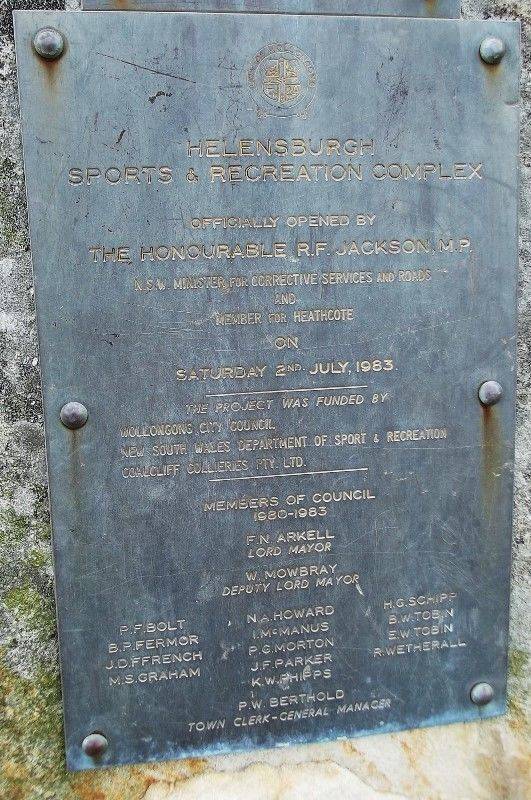 HELENSBURGH
SPORTS & RECREATION COMPLEX
OFFICIALLY OPENED BY
THE HONOURABLE R.F. JACKSON, M.P.
N.S.W. MINISTER FOR CORRECTIVE SERVICES AND ROADS
AND
MEMBER FOR HEATHCOTE
ON
SATURDAY 2ND. JULY, 1983.
THE PROJECT WAS FUNDED BY
WOLLONGONG CITY COUNCIL
NEW SOUTH WALES DEPARTMENT OF SPORT & RECREATION
COALCLIFF COLLIERIES PTY. LTD.
MEMBERS OF COUNCIL
1980-1983
F.N. ARKELL
LORD MAYOR
W. MOWBRAY
DEPUTY LORD MAYOR
P.F. BOLT
B.P. FERMOR
J.D. FFRENCH
M.S. GRAHAM
N.A. HOWARD
I. McMANUS
P.G. MORTON
J.F. PARKER
K.W. PHIPPS
H.G. SCHIPP
B.W. TOBIN
E.W. TOBIN
R. WETHERALL
P.W. BERTHOLD
TOWN CLERK-GENERAL MANAGER